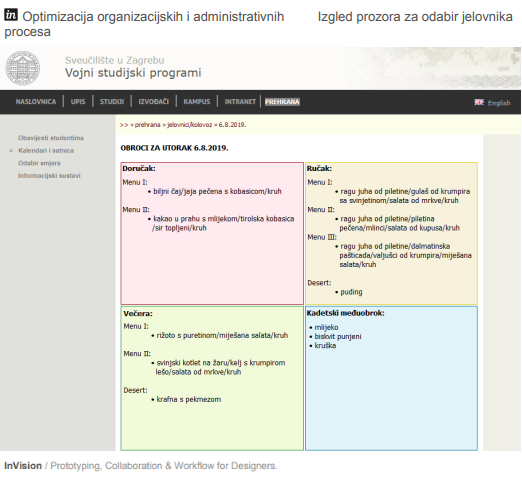 in Optimizacija organizacijskih i administrativnih procesa
Izgled prozora za odabir jelovnika
Sveučilište u Zagrebu
Vojni studijski programi
NASLOVNICA | UPIS | STUDIJI | IZVOĐAČI | KAMPUS | INTRANET | PREHRANA
English
Obavijesti studentima
Kalendari i satnica
Odabir smjera
Informacijski sustavi
>> » prehrana » jelovnici/kolovoz » 6.8.2019.
OBROCI ZA UTORAK 6.8.2019.
Doručak:
Menu I:
• biljni čaj/jaja pečena s kobasicom/kruh
Menu II:
• kakao u prahu s mlijekom/tirolska kobasica
/sir topljeni/kruh
Ručak:
Menu I:
• ragu juha od piletine/gulaš od krumpira
sa svinjetinom/salata od mrkve/kruh
Menu II:
• ragu juha od piletine/piletina
pečena/mlinci/salata od kupusa/kruh
Menu III:
• ragu juha od piletine/dalmatinska
pašticada/valjušci od krumpira/miješana
salata/kruh
Desert:
• puding
Večera:
Menu I:
• rižoto s puretinom/miješana salata/kruh
Menu II:
• svinjski kotlet na žaru/kelj s krumpirom
lešo/salata od mrkve/kruh
Desert:
• krafna s pekmezom
Kadetski međuobrok:
• mlijeko
• biskvit punjeni
• kruška
InVision / Prototyping, Collaboration & Workflow for Designers.